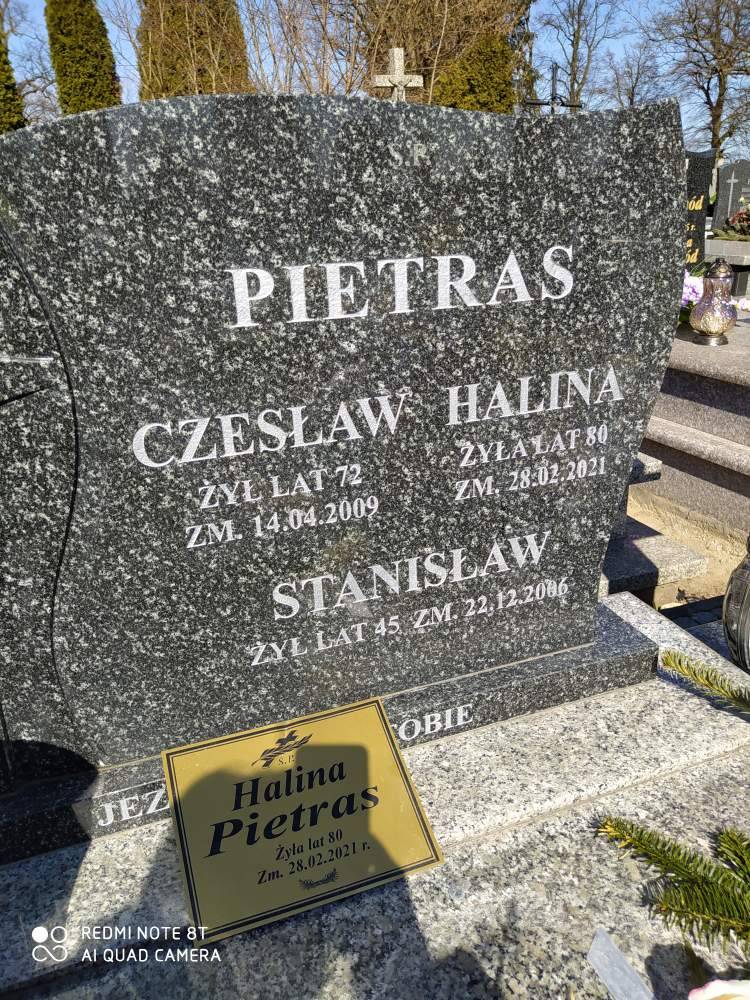 Ś.P.
PIETRAS
CZESŁAW HALINA
ŻYŁ LAT 72 ŻYŁA LAT 80
ZM. 14.04.2009 ZM. 28.02.2021
STANISŁAW
ŻYŁ LAT 45 ZM. 22.12.2006
TOBIE
Ś.P.
Halina
Pietras
Żyła lat 80
Zm. 28.02.2021 r.
REDMI NOTE 8T
AI QUAD CAMERA